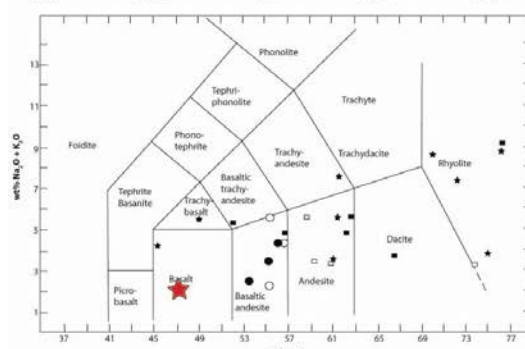 Phonolite
13
Tephri-
phonolite
11
Trachyte
Foidite
Phono-
tephrite
Trachy-
andesite
Trachydacite
9
Rhyolite
wt% Na2O + K2O
7
Tephrite
Basanite
Basaltic
trachy-
andesite
Trachy-
basalt
5
Dacite
3
Basalt
Picro-
basalt
Andesite
Basaltic
andesite
1
37 41 45 49 53 57 61 65 69 73 77